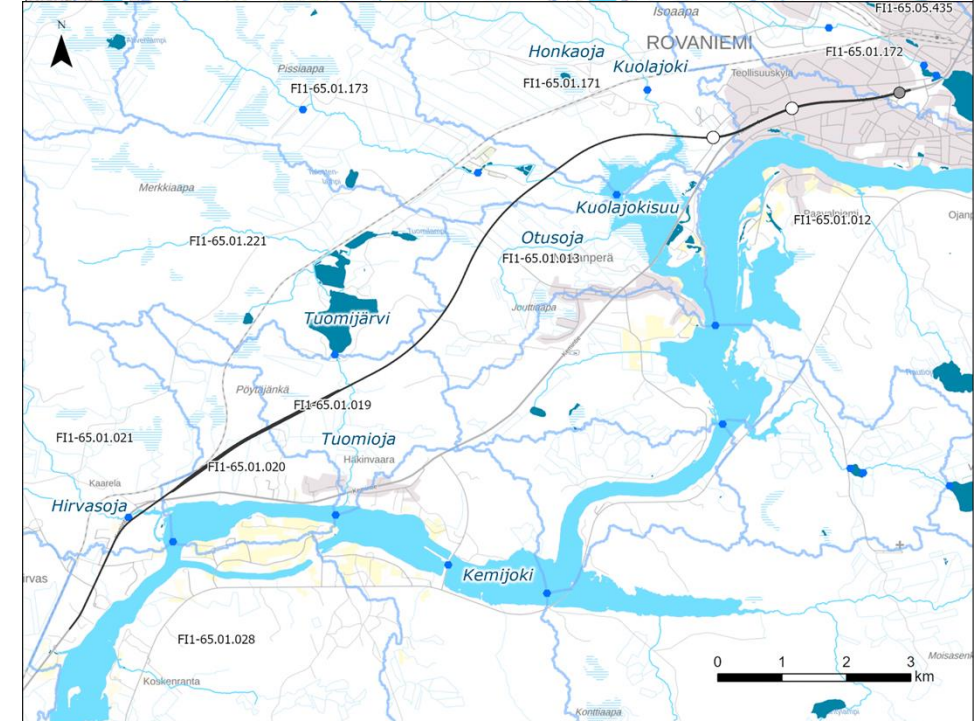 N
Isoaapa
FI1-65.05.435
Honkaoja
ROVANIEMI
FI1-65.01.172
Pissiaapa
Kuolajoki
Teollisuuskylä
FI1-65.01.173
FI1-65.01.171
Merkkiaapa
Kuolajokisuu
FI1-65.01.012
FI1-65.01.221
Otusoja
FI1-65.01.013
Jouttiaapa
Tuomijärvi
Pöytäjänkä
FI1-65.01.019
FI1-65.01.021
Tuomioja
Häkinvaara
FI1-65.01.020
Kaarela
Hirvasoja
Kemijoki
FI1-65.01.028
Koskenranta
Konttiaapa
0 1 2 3
km